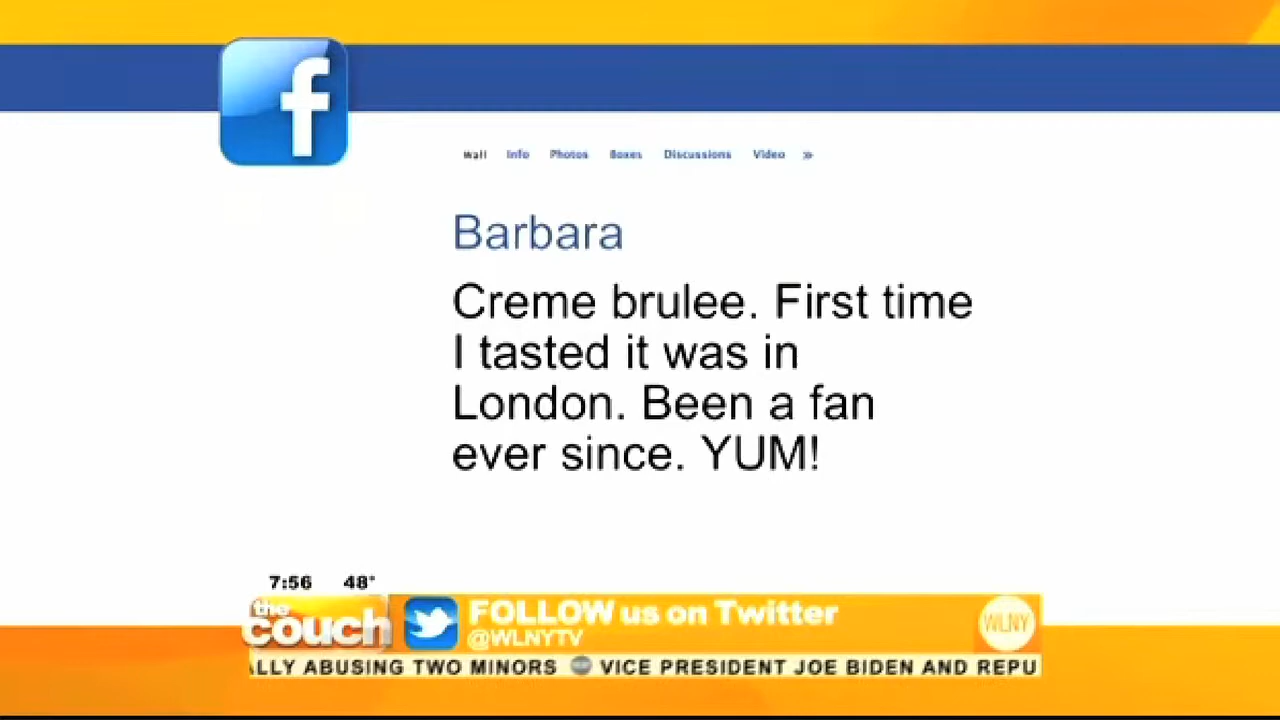 f
Wall Info Photos Boxes Discussions Video »
Barbara
Creme brulee. First time
I tasted it was in
London. Been a fan
ever since. YUM!
7:56 48°
the
couch
FOLLOW us on Twitter
@WLNYTV
WLNY
ALLY ABUSING TWO MINORS VICE PRESIDENT JOE BIDEN AND REPU